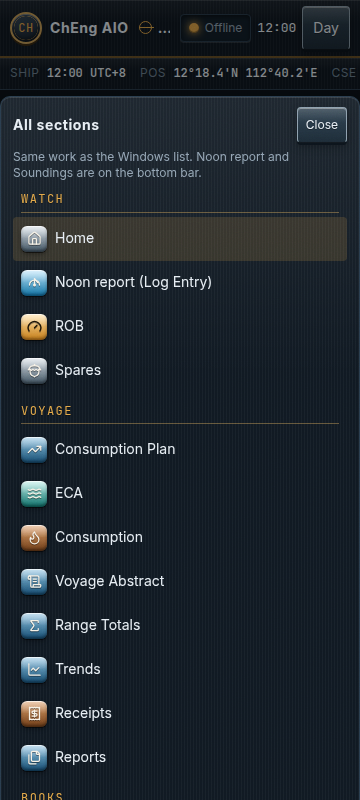 CH ChEng AIO ... Offline 12:00 Day
SHIP 12:00 UTC+8 POS 12°18.4'N 112°40.2'E CSE
All sections
Close
Same work as the Windows list. Noon report and
Soundings are on the bottom bar.
WATCH
Home
Noon report (Log Entry)
ROB
Spares
VOYAGE
Consumption Plan
ECA
Consumption
Voyage Abstract
Range Totals
Trends
Receipts
Reports
BOOKS